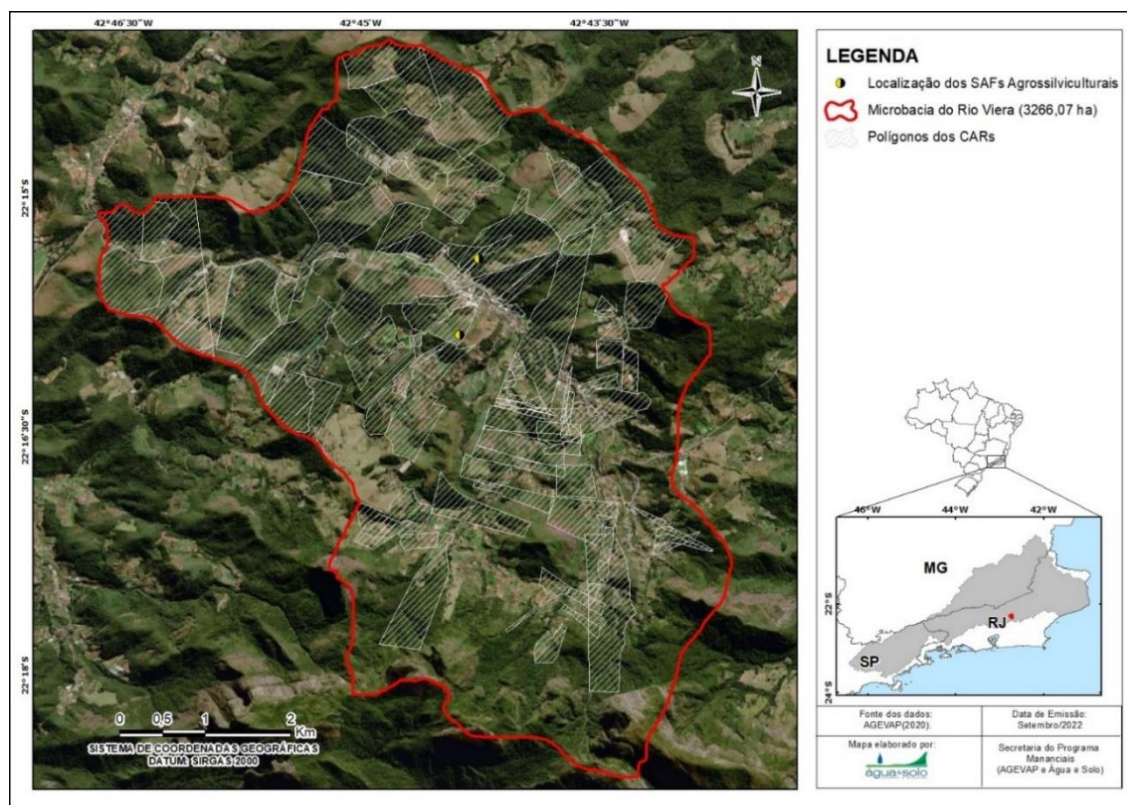 42°46'30"W
42°45'W
42°43'30"W
22°15'S
22°16'30"S
22°18'S
N
0 0,5 1 2
Km
SISTEMA DE COORDENADAS GEOGRÁFICAS
DATUM: SIRGAS 2000
LEGENDA
Localização dos SAFs Agrossilviculturais
Microbacia do Rio Viera (3266,07 ha)
Polígonos dos CARs
46°W
44°W
42°W
22°S
24°S
MG
RJ
SP
Fonte dos dados:
AGEVAP(2020).
Data de Emissão:
Setembro/2022
Mapa elaborado por:
água&solo
Secretaria do Programa
Mananciais
(AGEVAP e Água e Solo)